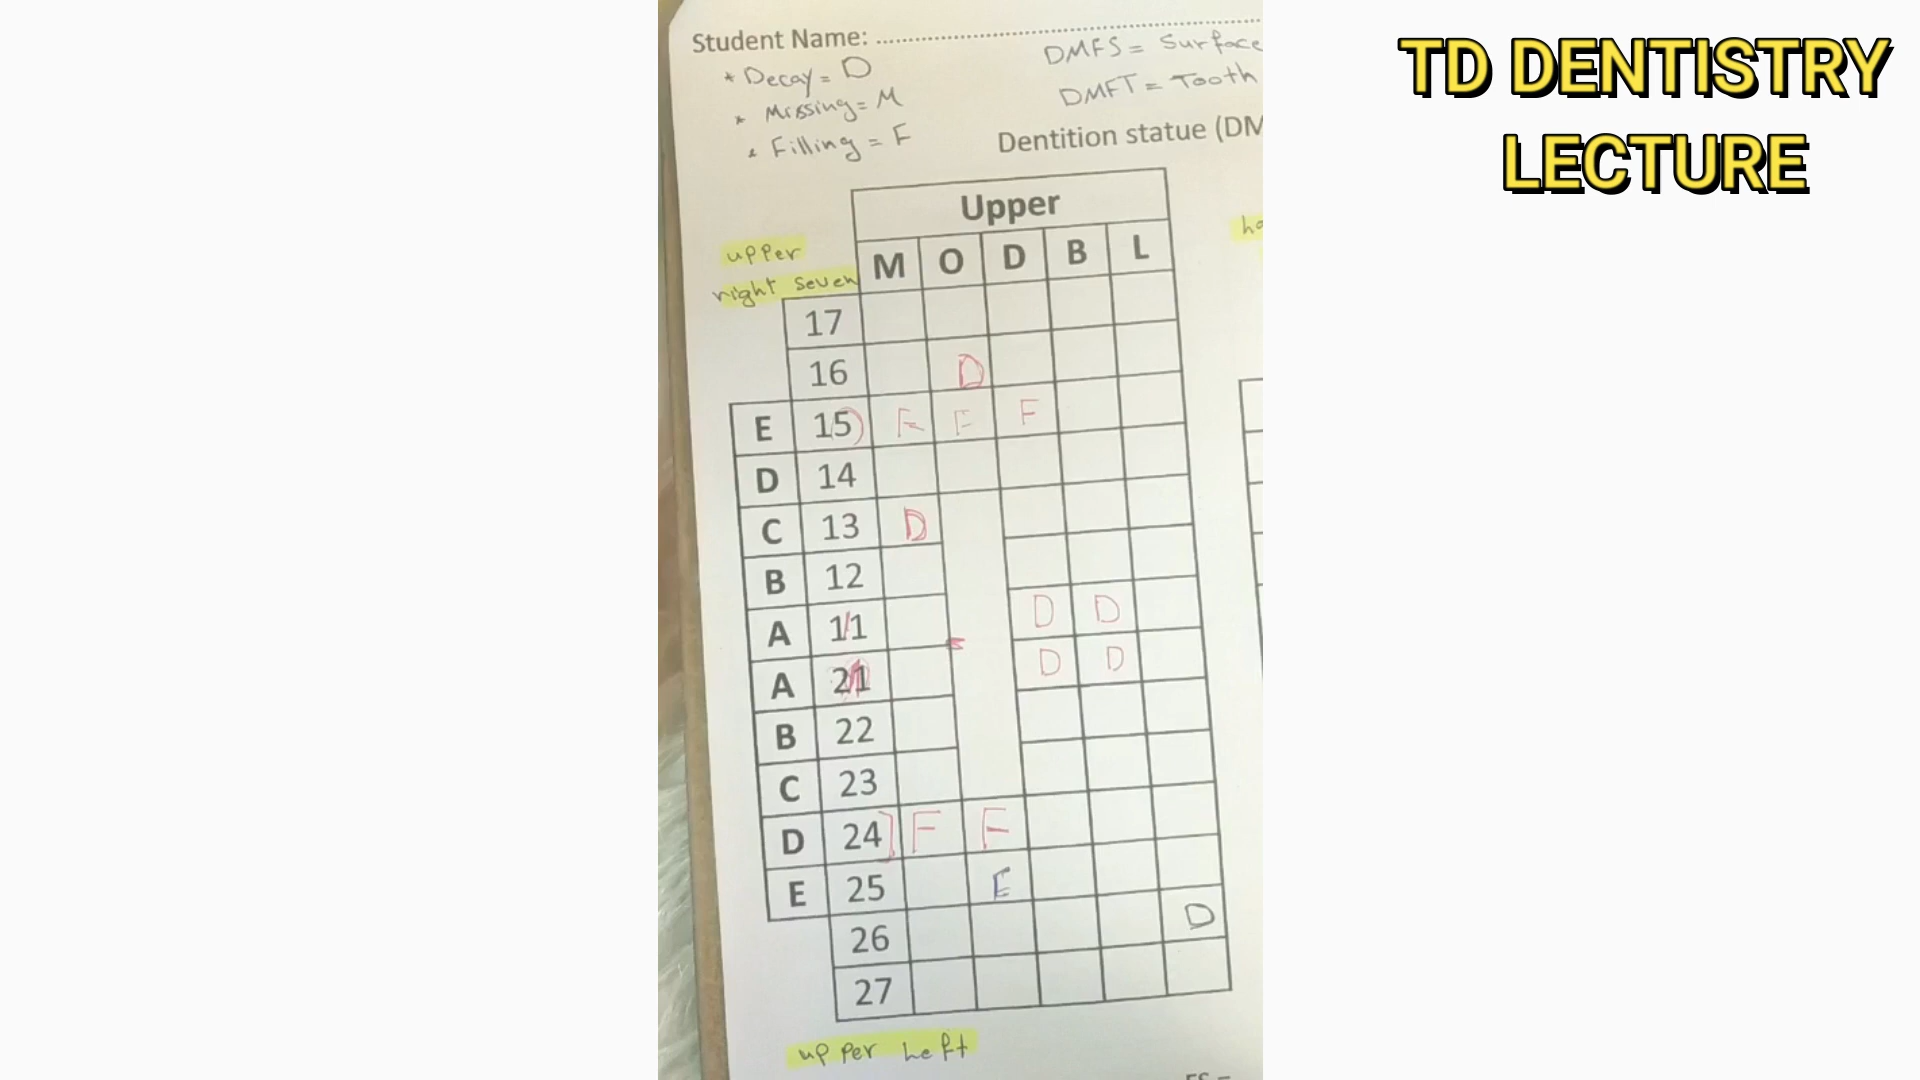 TD DENTISTRY
LECTURE
Student Name: ........................
* Decay = D
* Missing = M
* Filling = F
DMFS = Surface
DMFT = Tooth
Dentition statue (DM
Upper
M O D B L
upper
right seven
17
16 D
E 15 F F F
D 14
C 13 D
B 12
A 11 D D
A 21 D D
B 22
C 23
D 24 F F
E 25 E
26 D
27
upper Left